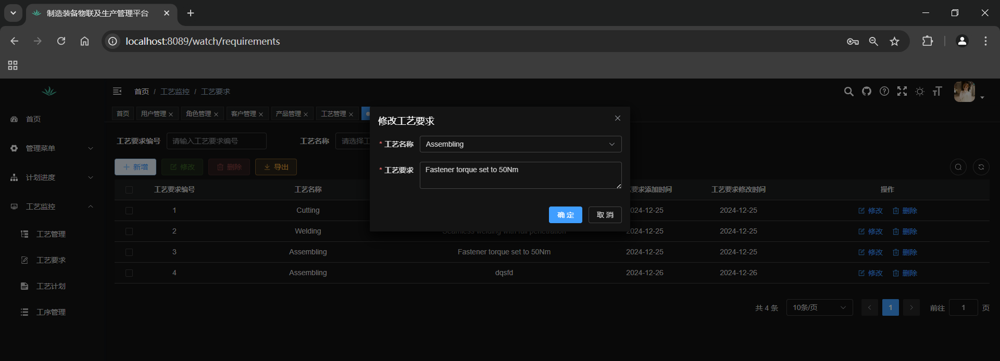 制造装备物联及生产管理平台
localhost:8089/watch/requirements
首页 / 工艺监控 / 工艺要求
首页 用户管理 角色管理 客户管理 产品管理 工艺管理
首页
管理菜单
计划进度
工艺监控
工艺管理
工艺要求
工艺计划
工序管理
工艺要求编号 请输入工艺要求编号 工艺名称 请选择工
新增 修改 删除 导出
修改工艺要求
* 工艺名称 Assembling
* 工艺要求 Fastener torque set to 50Nm
确 定 取 消
工艺要求编号 工艺名称 要求添加时间 工艺要求修改时间 操作
1 Cutting 2024-12-25 2024-12-25 修改 删除
2 Welding Seamless welding with full penetration 2024-12-25 2024-12-25 修改 删除
3 Assembling Fastener torque set to 50Nm 2024-12-25 2024-12-25 修改 删除
4 Assembling dqsfd 2024-12-26 2024-12-26 修改 删除
共 4 条 10条/页 1 前往 1 页